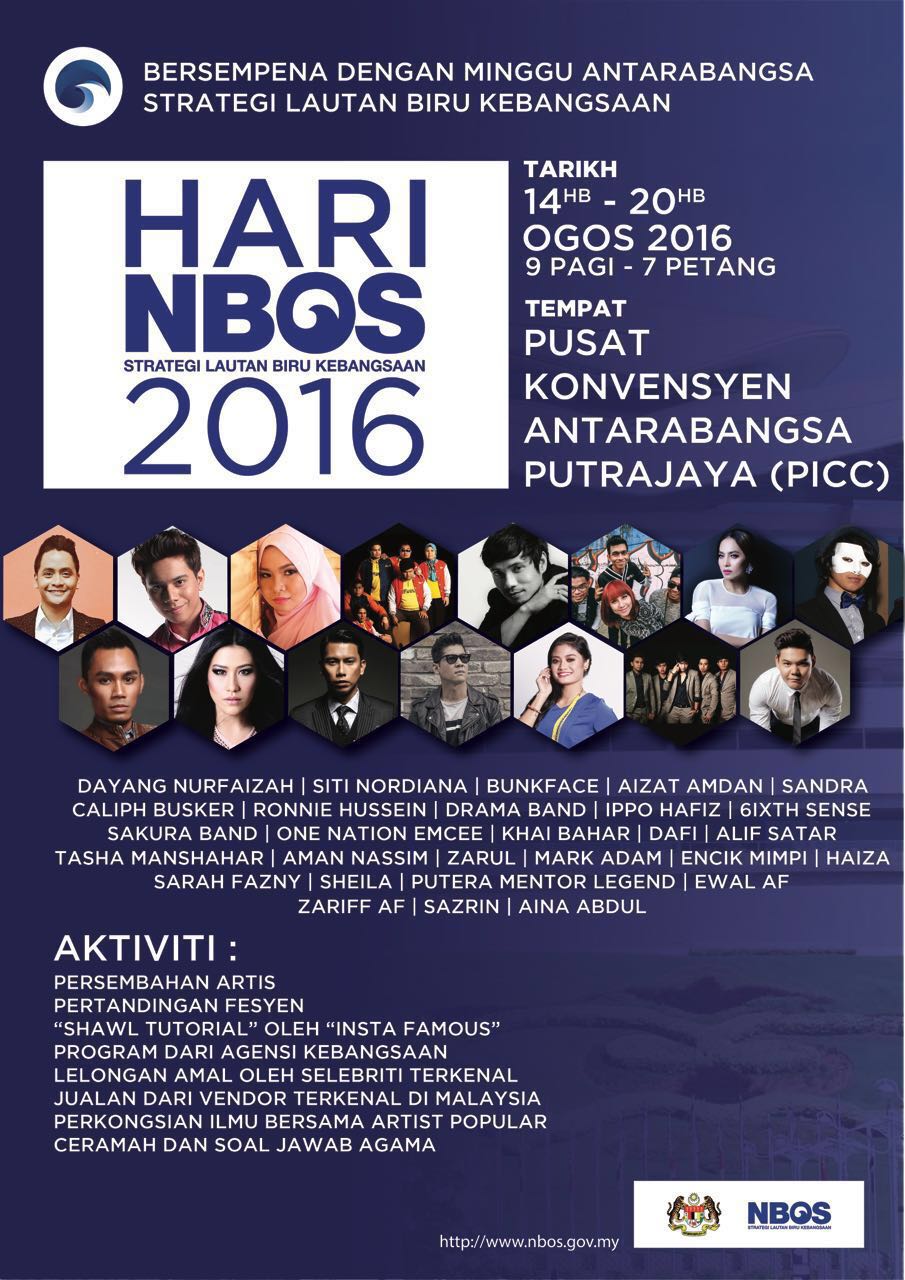 BERSEMPENA DENGAN MINGGU ANTARABANGSA
STRATEGI LAUTAN BIRU KEBANGSAAN
HARI
NBOS
STRATEGI LAUTAN BIRU KEBANGSAAN
2016
TARIKH
14HB - 20HB
OGOS 2016
9 PAGI - 7 PETANG
TEMPAT
PUSAT
KONVENSYEN
ANTARABANGSA
PUTRAJAYA (PICC)
DAYANG NURFAIZAH | SITI NORDIANA | BUNKFACE | AIZAT AMDAN | SANDRA
CALIPH BUSKER | RONNIE HUSSEIN | DRAMA BAND | IPPO HAFIZ | 6IXTH SENSE
SAKURA BAND | ONE NATION EMCEE | KHAI BAHAR | DAFI | ALIF SATAR
TASHA MANSHAHAR | AMAN NASSIM | ZARUL | MARK ADAM | ENCIK MIMPI | HAIZA
SARAH FAZNY | SHEILA | PUTERA MENTOR LEGEND | EWAL AF
ZARIFF AF | SAZRIN | AINA ABDUL
AKTIVITI :
PERSEMBAHAN ARTIS
PERTANDINGAN FESYEN
“SHAWL TUTORIAL” OLEH “INSTA FAMOUS”
PROGRAM DARI AGENSI KEBANGSAAN
LELONGAN AMAL OLEH SELEBRITI TERKENAL
JUALAN DARI VENDOR TERKENAL DI MALAYSIA
PERKONGSIAN ILMU BERSAMA ARTIST POPULAR
CERAMAH DAN SOAL JAWAB AGAMA
http://www.nbos.gov.my
NBOS
STRATEGI LAUTAN BIRU KEBANGSAAN